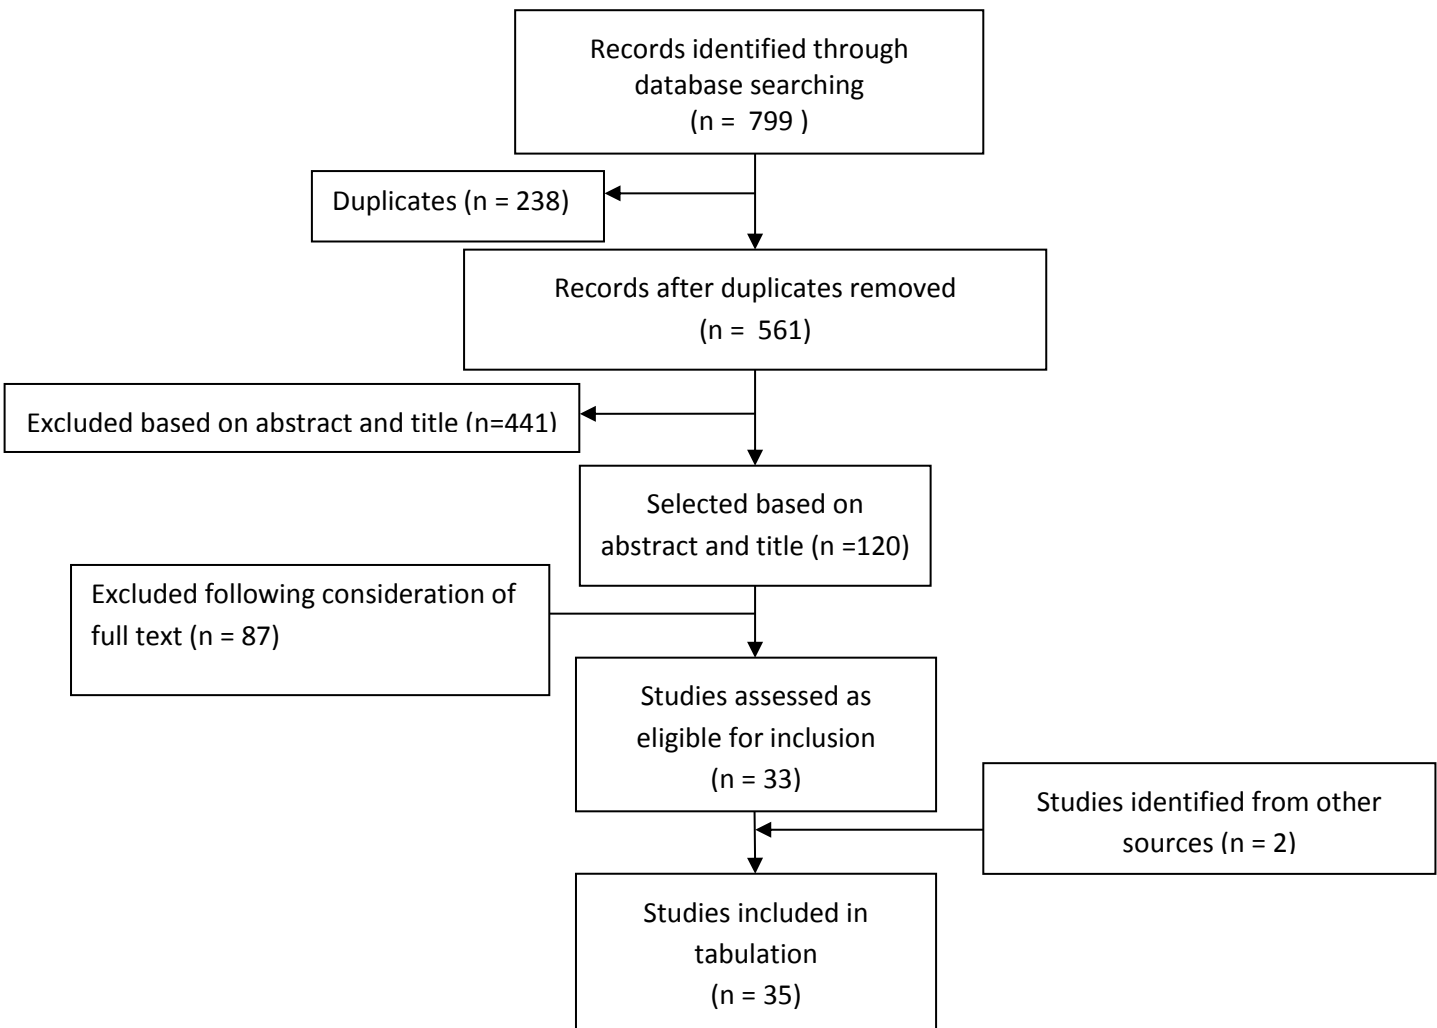 Records identified through
database searching
(n =  799 )
Duplicates (n = 238)
Records after duplicates removed
(n =  561)
Excluded based on abstract and title (n=441)
Selected based on
abstract and title (n =120)
Excluded following consideration of
full text (n = 87)
Studies assessed as
eligible for inclusion
(n = 33)
Studies identified from other
sources (n = 2)
Studies included in
tabulation
(n = 35)